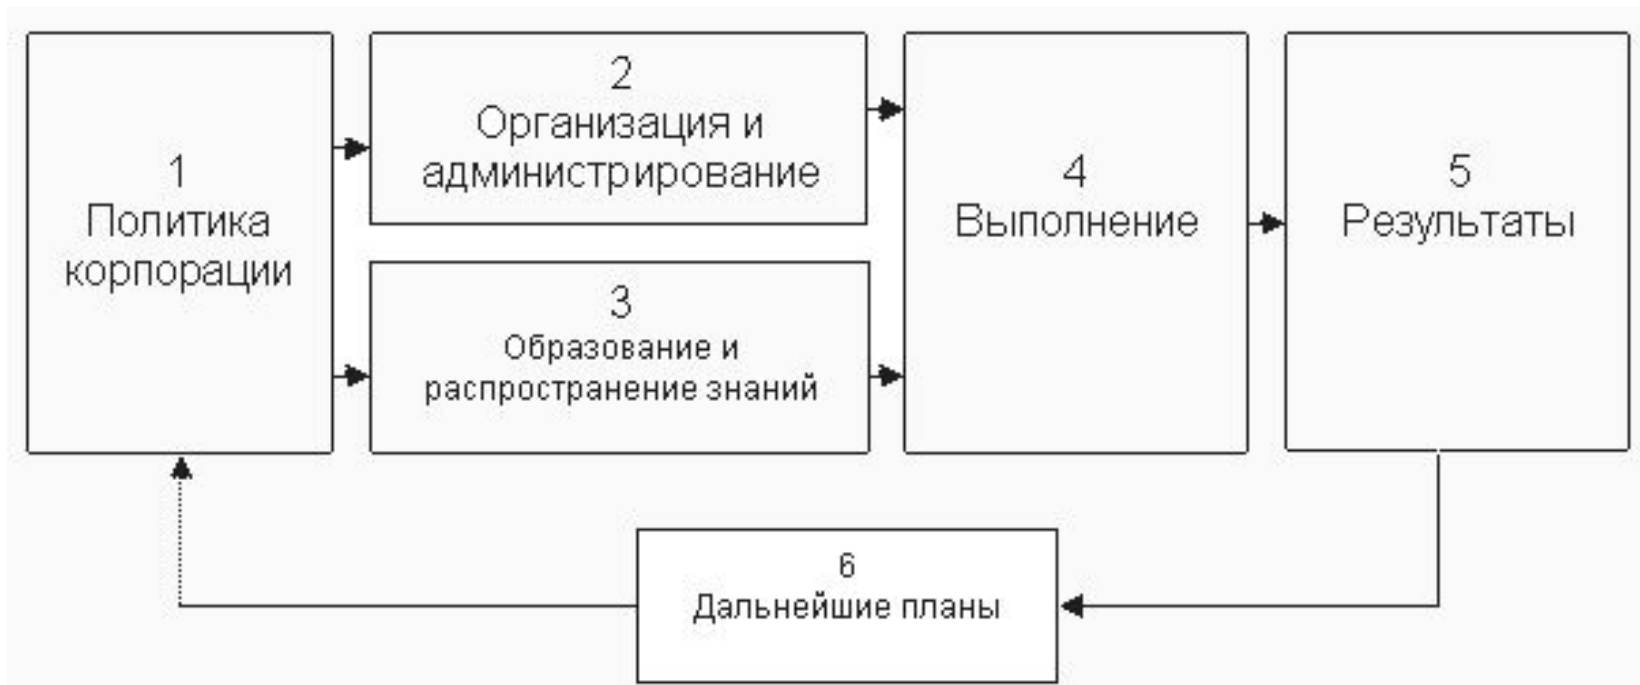 1
Политика
корпорации
2
Организация и
администрирование
3
Образование и
распространение знаний
4
Выполнение
5
Результаты
6
Дальнейшие планы